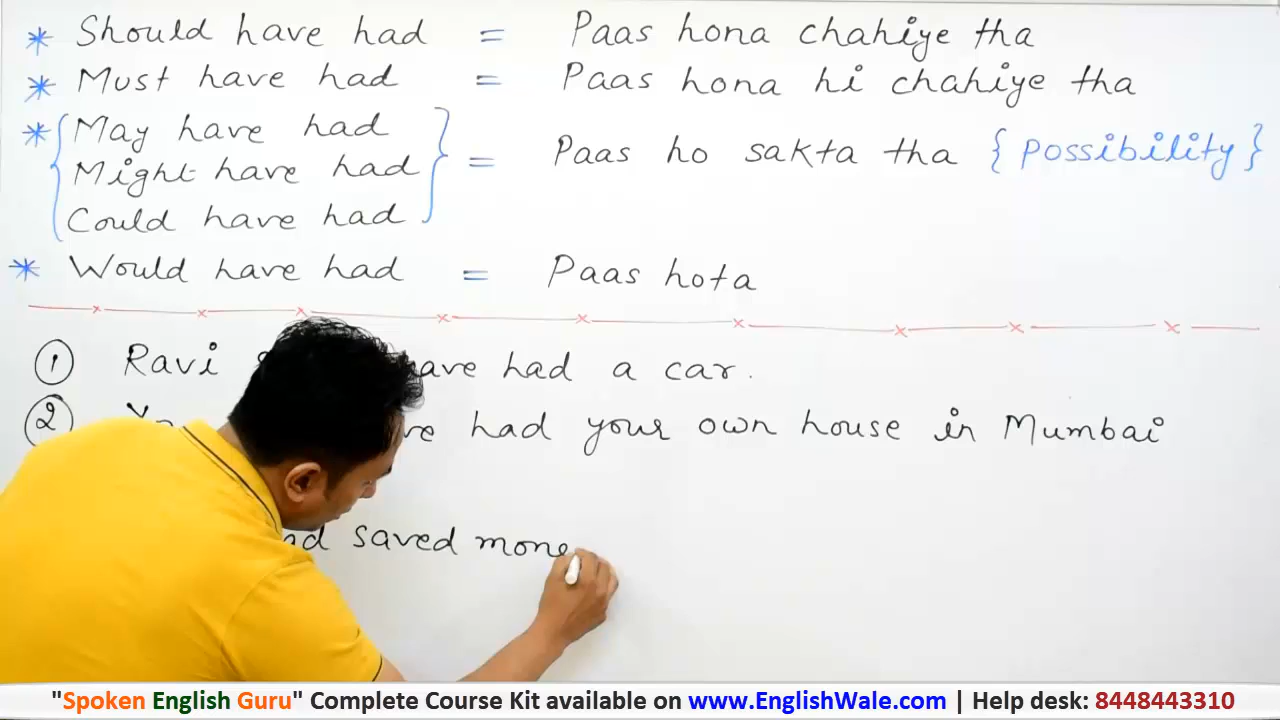 * Should have had = Paas hona chahiye tha
* Must have had = Paas hona hi chahiye tha
* { May have had
Might have had
Could have had } = Paas ho sakta tha { Possibility }
* Would have had = Paas hota
① Ravi have had a car.
② had your own house in Mumbai
saved
"Spoken English Guru" Complete Course Kit available on www.EnglishWale.com | Help desk: 8448443310